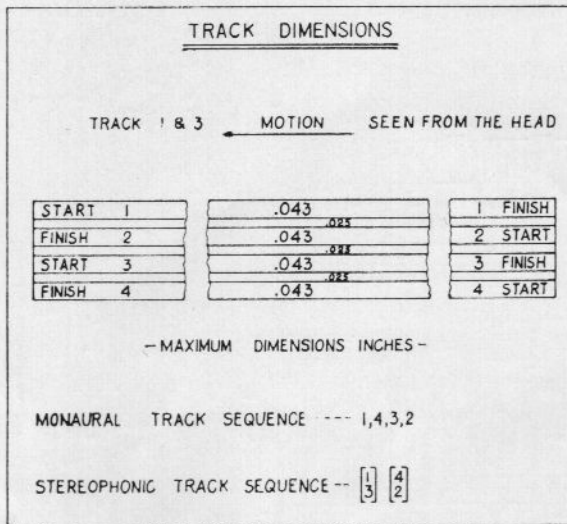 TRACK DIMENSIONS
TRACK 1 & 3 MOTION SEEN FROM THE HEAD
START 1 .043 1 FINISH
.025
FINISH 2 .043 2 START
.025
START 3 .043 3 FINISH
.025
FINISH 4 .043 4 START
-MAXIMUM DIMENSIONS INCHES-
MONAURAL TRACK SEQUENCE ---- 1,4,3,2
STEREOPHONIC TRACK SEQUENCE -- [1 3] [4 2]